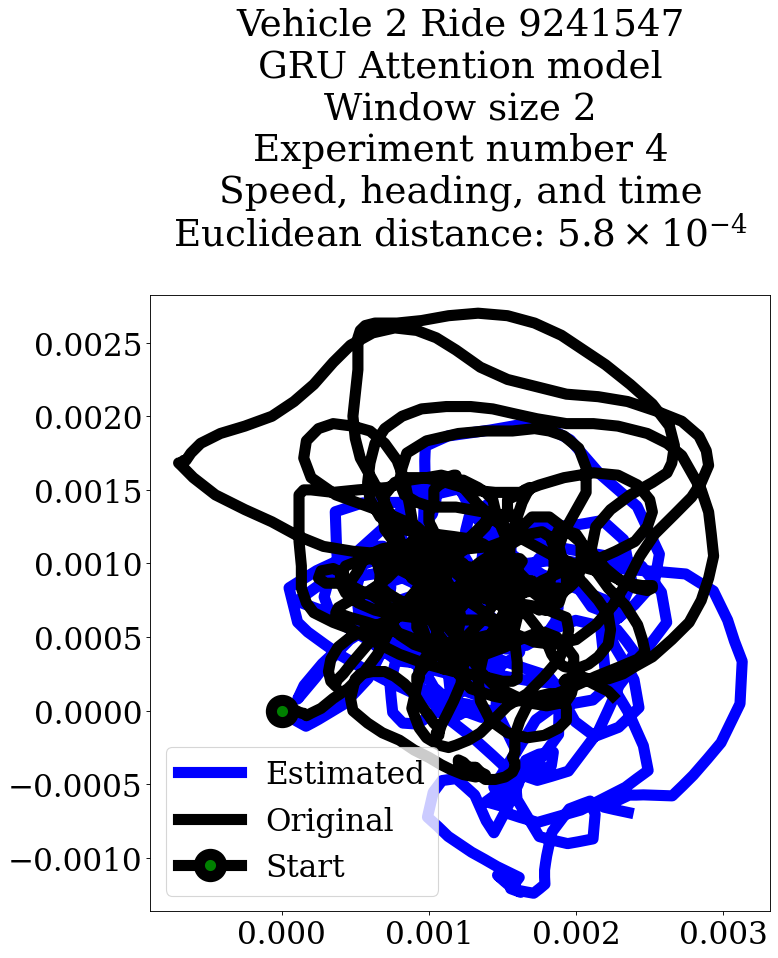 Vehicle 2 Ride 9241547
GRU Attention model
Window size 2
Experiment number 4
Speed, heading, and time
Euclidean distance: 5.8 × 10⁻⁴
0.0025
0.0020
0.0015
0.0010
0.0005
0.0000
−0.0005
−0.0010
Estimated
Original
Start
0.000 0.001 0.002 0.003